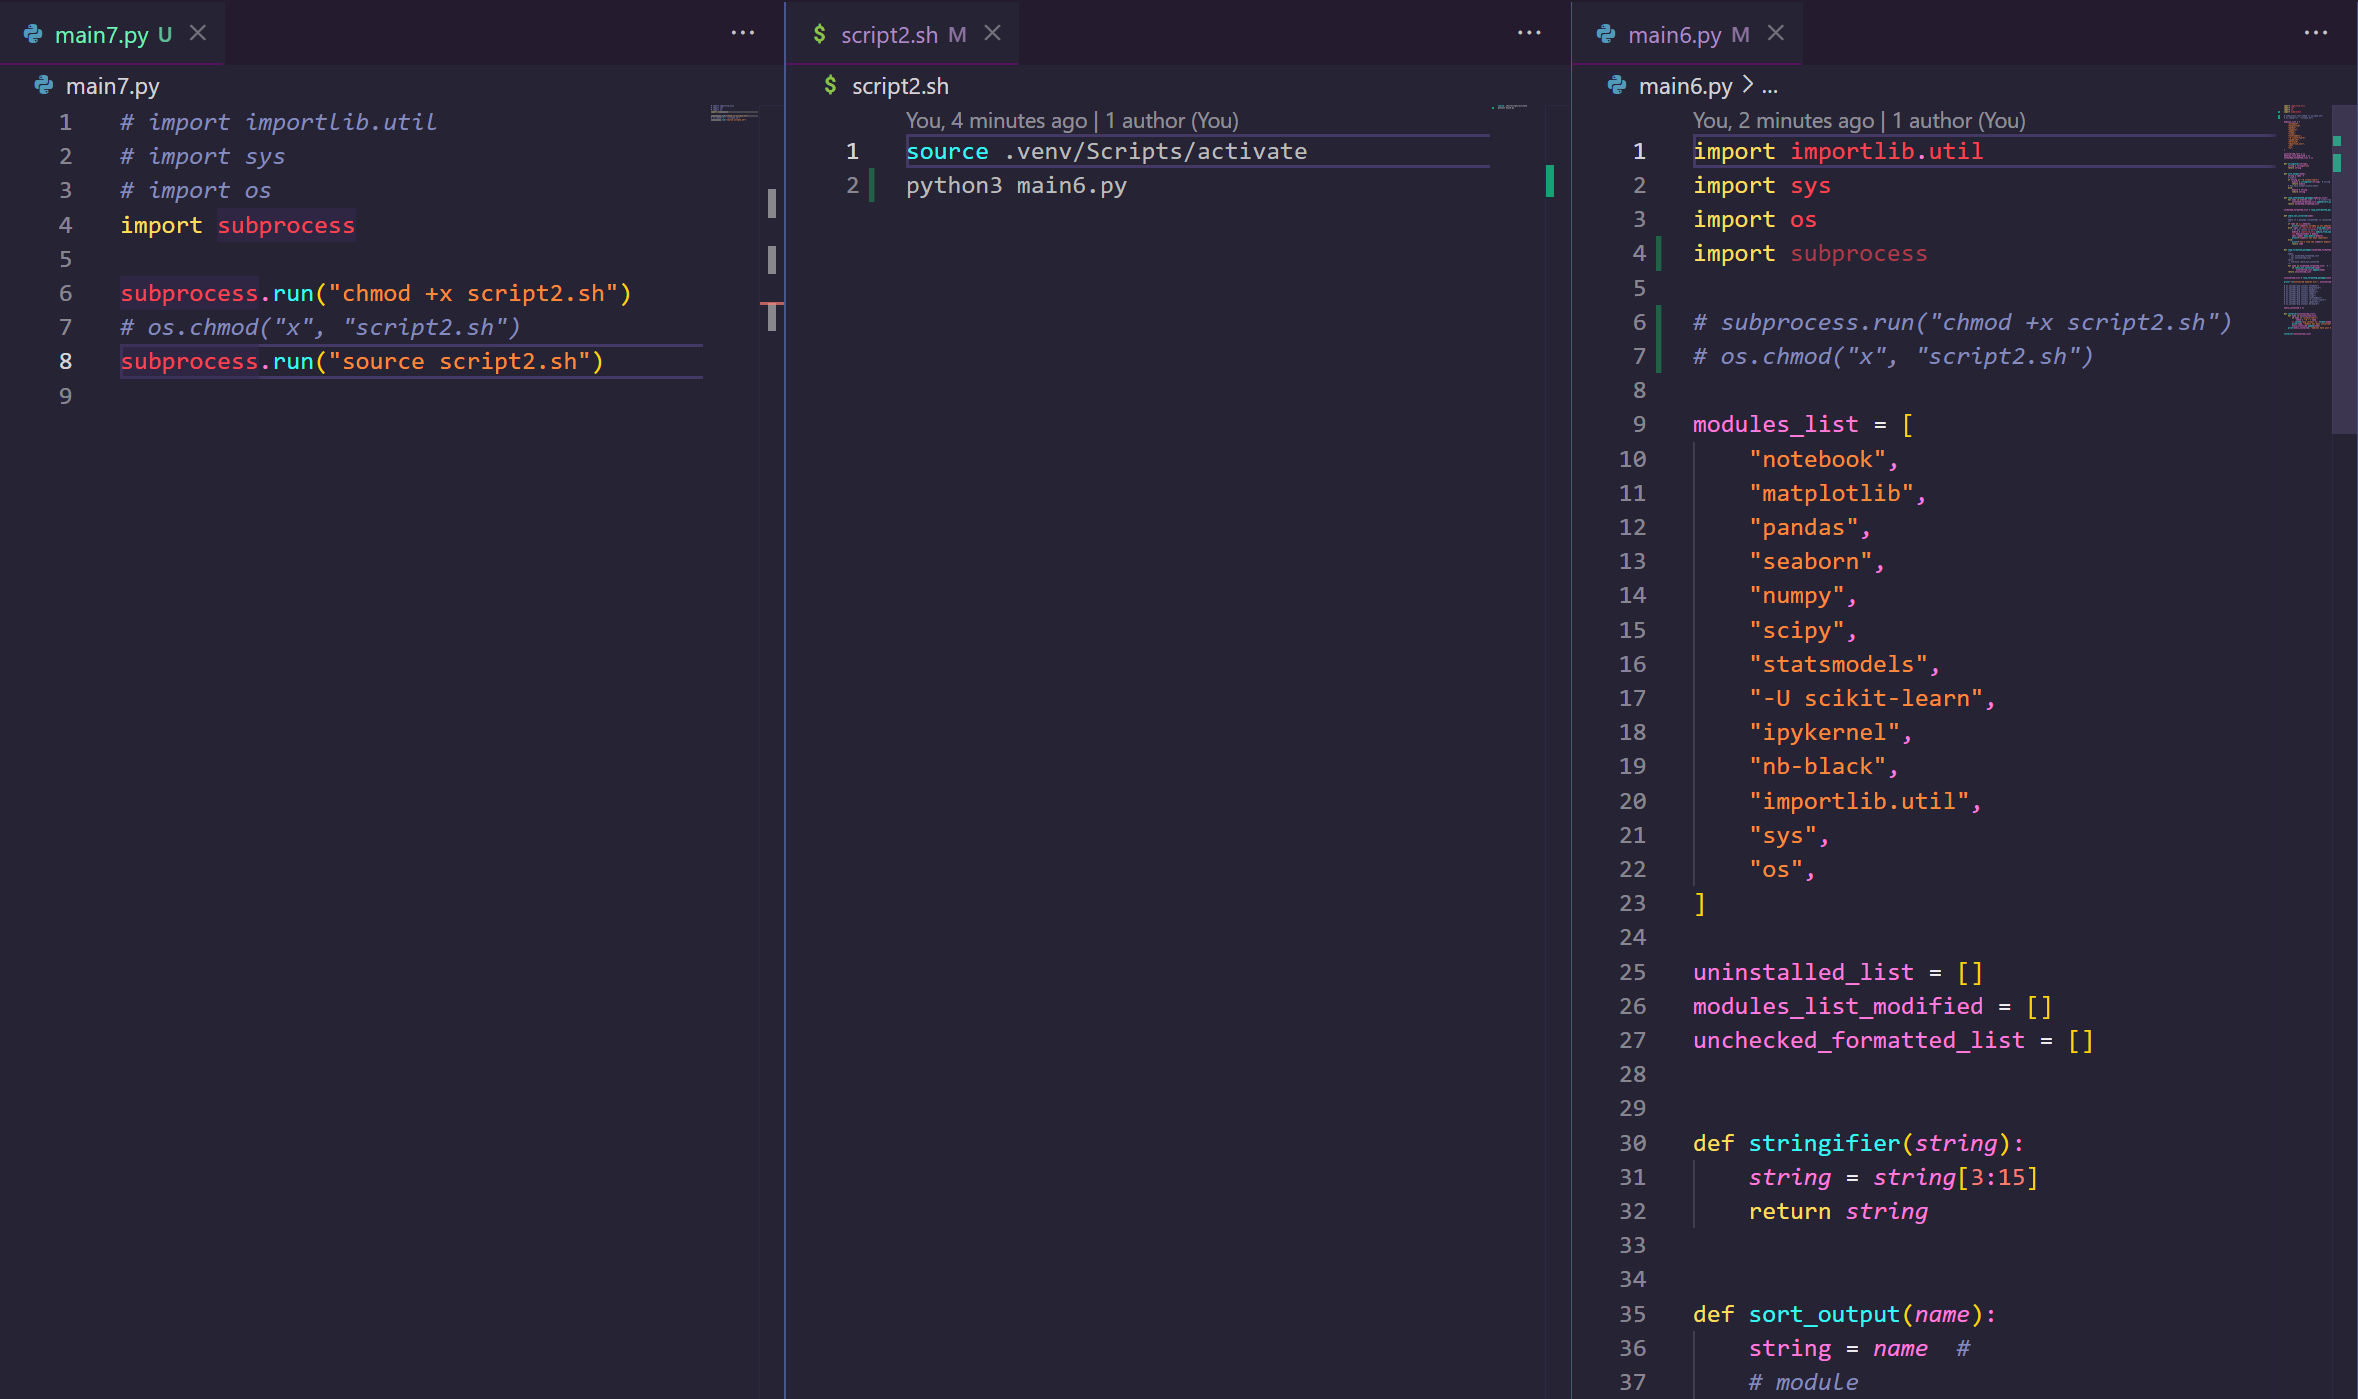 main7.py U
main7.py
1 # import importlib.util
2 # import sys
3 # import os
4 import subprocess
5
6 subprocess.run("chmod +x script2.sh")
7 # os.chmod("x", "script2.sh")
8 subprocess.run("source script2.sh")
9
script2.sh M
script2.sh
You, 4 minutes ago | 1 author (You)
1 source .venv/Scripts/activate
2 python3 main6.py
main6.py M
main6.py > ...
You, 2 minutes ago | 1 author (You)
1 import importlib.util
2 import sys
3 import os
4 import subprocess
5
6 # subprocess.run("chmod +x script2.sh")
7 # os.chmod("x", "script2.sh")
8
9 modules_list = [
10 "notebook",
11 "matplotlib",
12 "pandas",
13 "seaborn",
14 "numpy",
15 "scipy",
16 "statsmodels",
17 "-U scikit-learn",
18 "ipykernel",
19 "nb-black",
20 "importlib.util",
21 "sys",
22 "os",
23 ]
24
25 uninstalled_list = []
26 modules_list_modified = []
27 unchecked_formatted_list = []
28
29
30 def stringifier(string):
31 string = string[3:15]
32 return string
33
34
35 def sort_output(name):
36 string = name #
37 # module